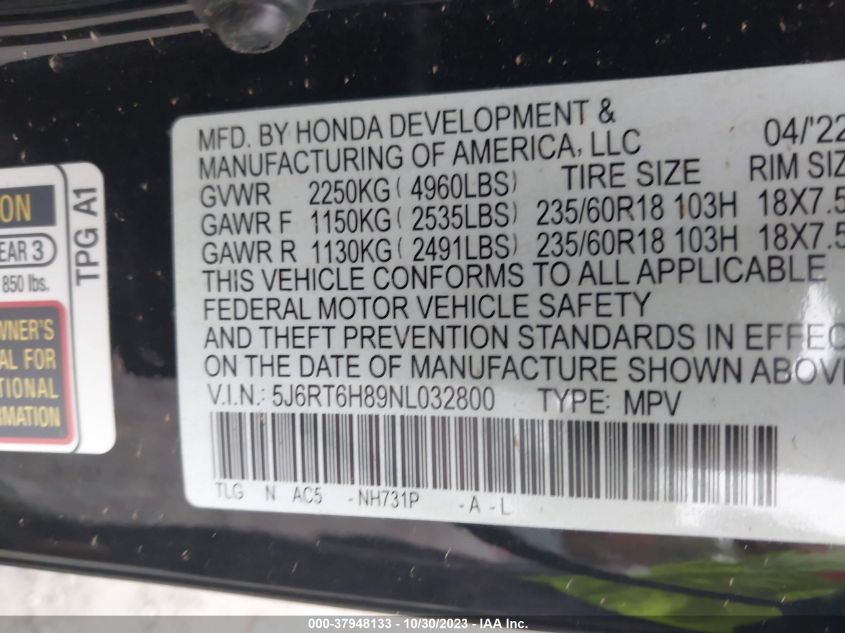 MFD. BY HONDA DEVELOPMENT &
MANUFACTURING OF AMERICA, LLC 04/'22
GVWR 2250KG ( 4960LBS) TIRE SIZE RIM SIZ
GAWR F 1150KG ( 2535LBS) 235/60R18 103H 18X7.5
GAWR R 1130KG ( 2491LBS) 235/60R18 103H 18X7.5
THIS VEHICLE CONFORMS TO ALL APPLICABLE
FEDERAL MOTOR VEHICLE SAFETY
AND THEFT PREVENTION STANDARDS IN EFFEC
ON THE DATE OF MANUFACTURE SHOWN ABOVE
V.I.N.: 5J6RT6H89NL032800 TYPE: MPV
TLG N AC5 -NH731P -A -L
ON
EAR 3
850 lbs.
TPG A1
WNER'S
AL FOR
TIONAL
RMATION
000-37948133 - 10/30/2023 - IAAI Inc.